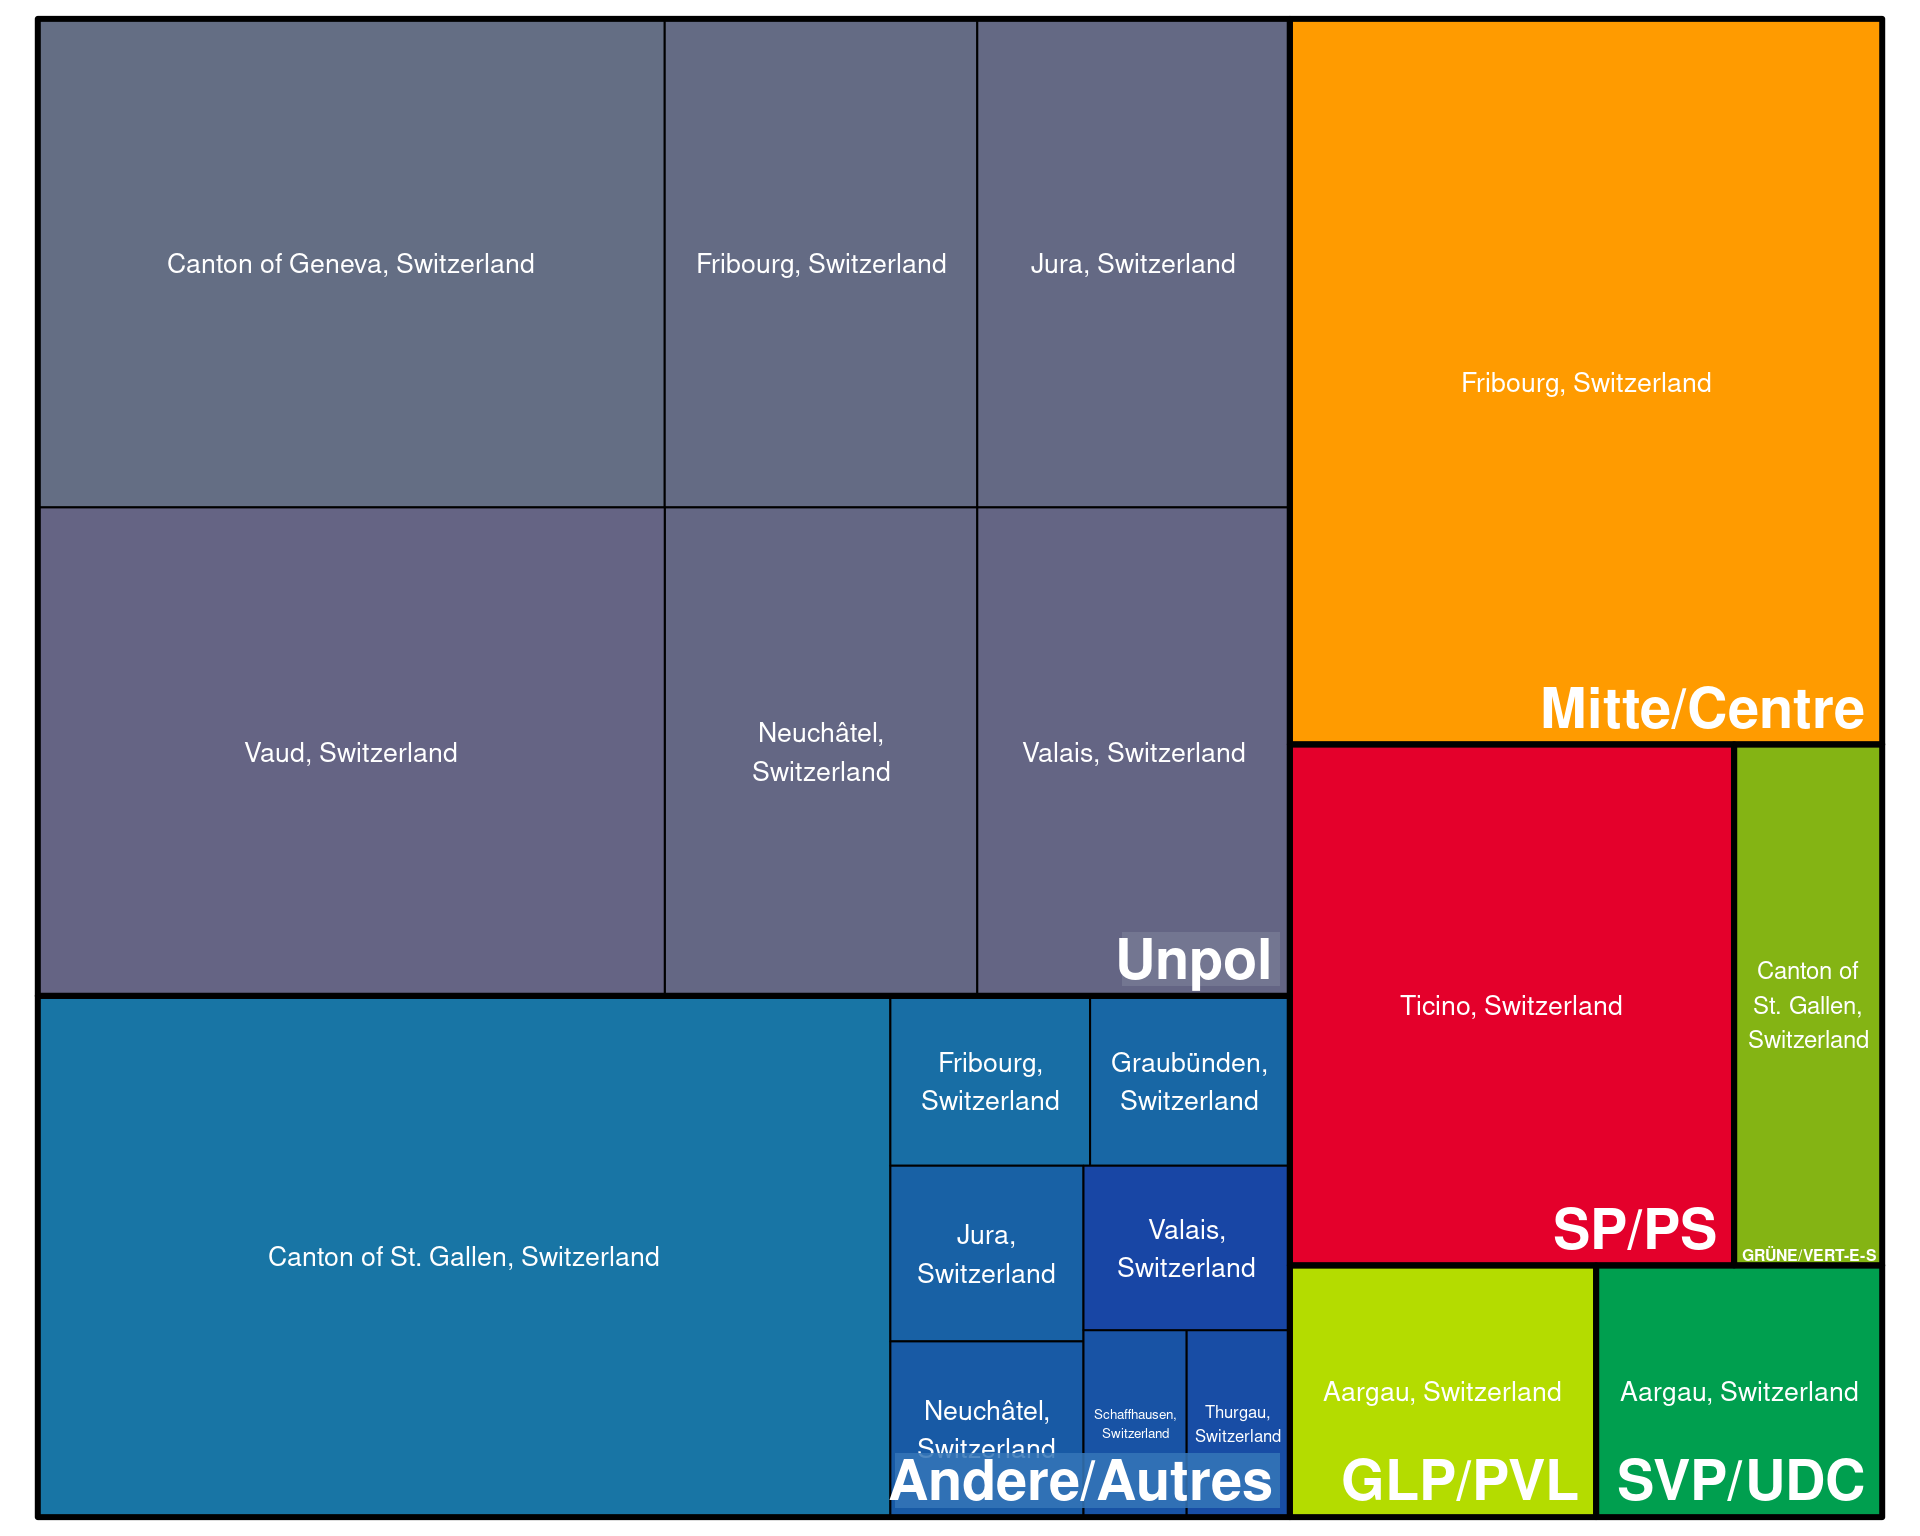 Canton of Geneva, Switzerland
Fribourg, Switzerland
Jura, Switzerland
Vaud, Switzerland
Neuchâtel,
Switzerland
Valais, Switzerland
Unpol
Canton of St. Gallen, Switzerland
Fribourg,
Switzerland
Graubünden,
Switzerland
Jura,
Switzerland
Valais,
Switzerland
Neuchâtel,
Switzerland
Schaffhausen,
Switzerland
Thurgau,
Switzerland
Andere/Autres
Fribourg, Switzerland
Mitte/Centre
Ticino, Switzerland
SP/PS
Canton of
St. Gallen,
Switzerland
GRÜNE/VERT-E-S
Aargau, Switzerland
GLP/PVL
Aargau, Switzerland
SVP/UDC